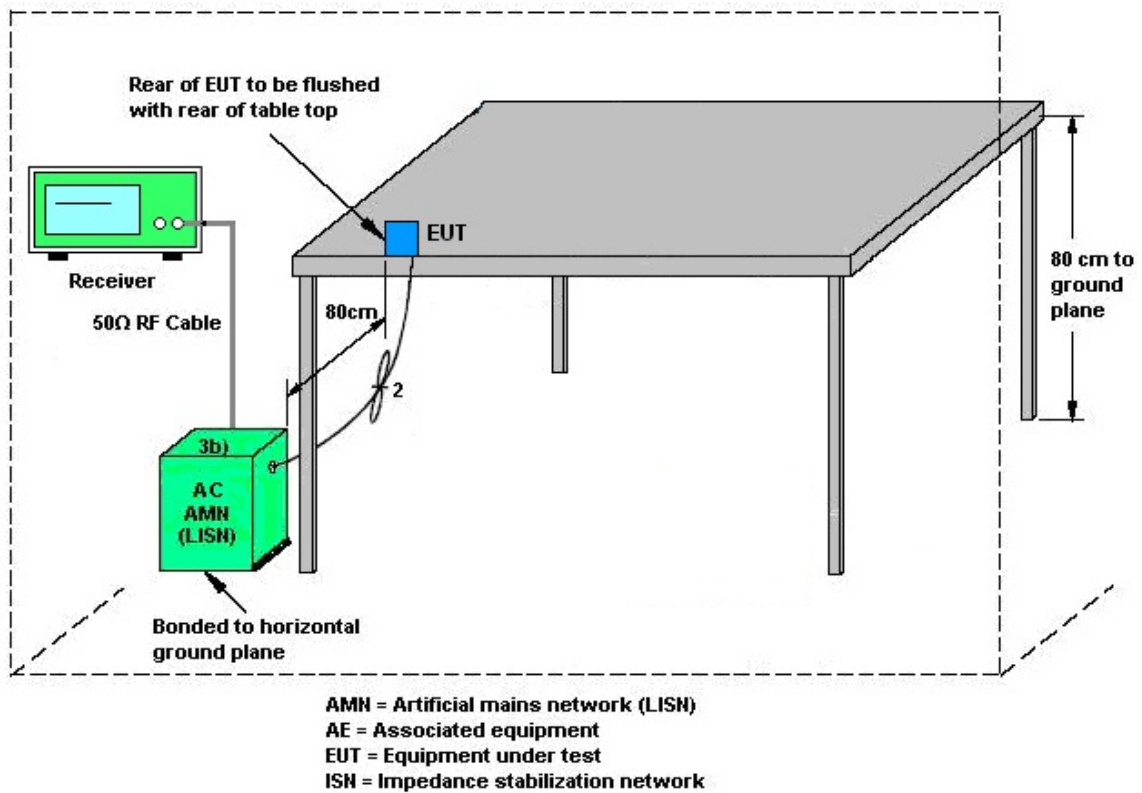 Rear of EUT to be flushed
with rear of table top
EUT
Receiver
50Ω RF Cable
80cm
80 cm to
ground
plane
2
3b)
AC
AMN
(LISN)
Bonded to horizontal
ground plane
AMN = Artificial mains network (LISN)
AE = Associated equipment
EUT = Equipment under test
ISN = Impedance stabilization network